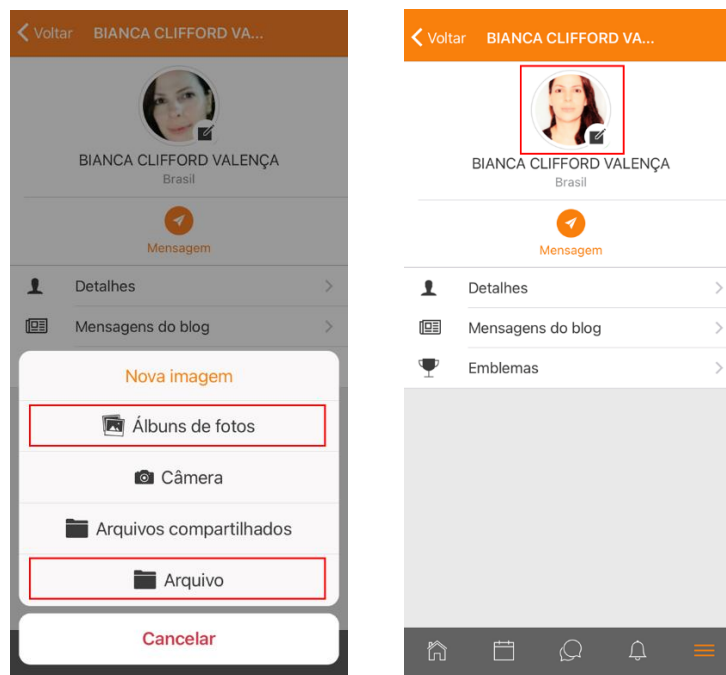 Voltar BIANCA CLIFFORD VA...
BIANCA CLIFFORD VALENÇA
Brasil
Mensagem
Detalhes
Mensagens do blog
Nova imagem
Álbuns de fotos
Câmera
Arquivos compartilhados
Arquivo
Cancelar
Voltar BIANCA CLIFFORD VA...
BIANCA CLIFFORD VALENÇA
Brasil
Mensagem
Detalhes
Mensagens do blog
Emblemas